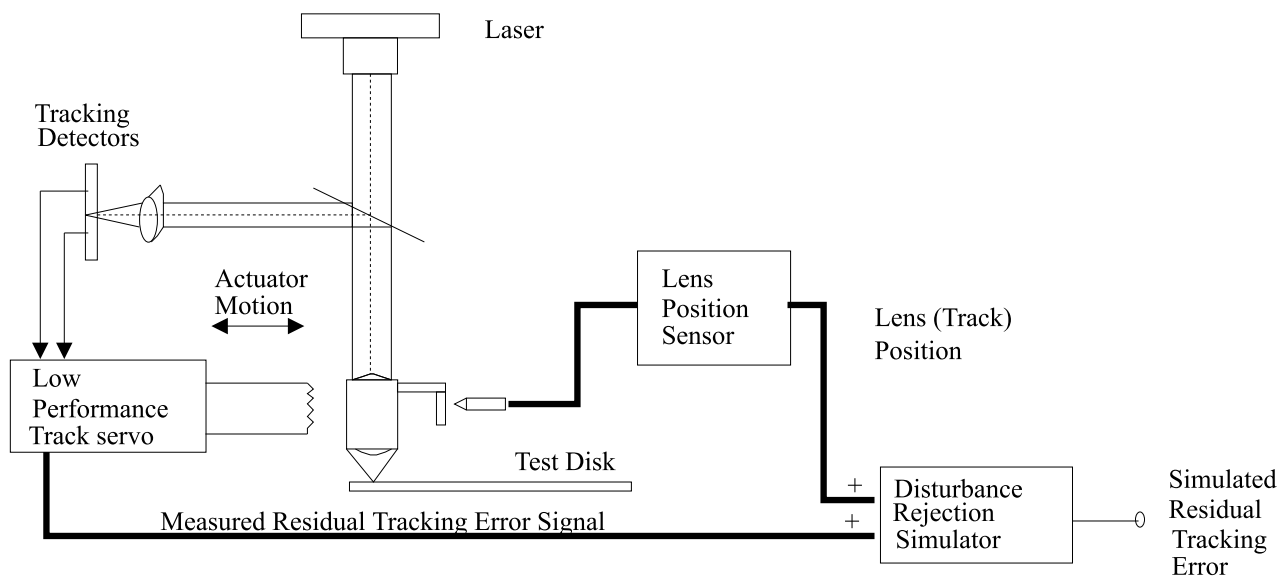 Laser
Tracking
Detectors
Actuator
Motion
Lens
Position
Sensor
Lens (Track)
Position
Low
Performance
Track servo
Test Disk
Measured Residual Tracking Error Signal
+
+
Disturbance
Rejection
Simulator
Simulated
Residual
Tracking
Error